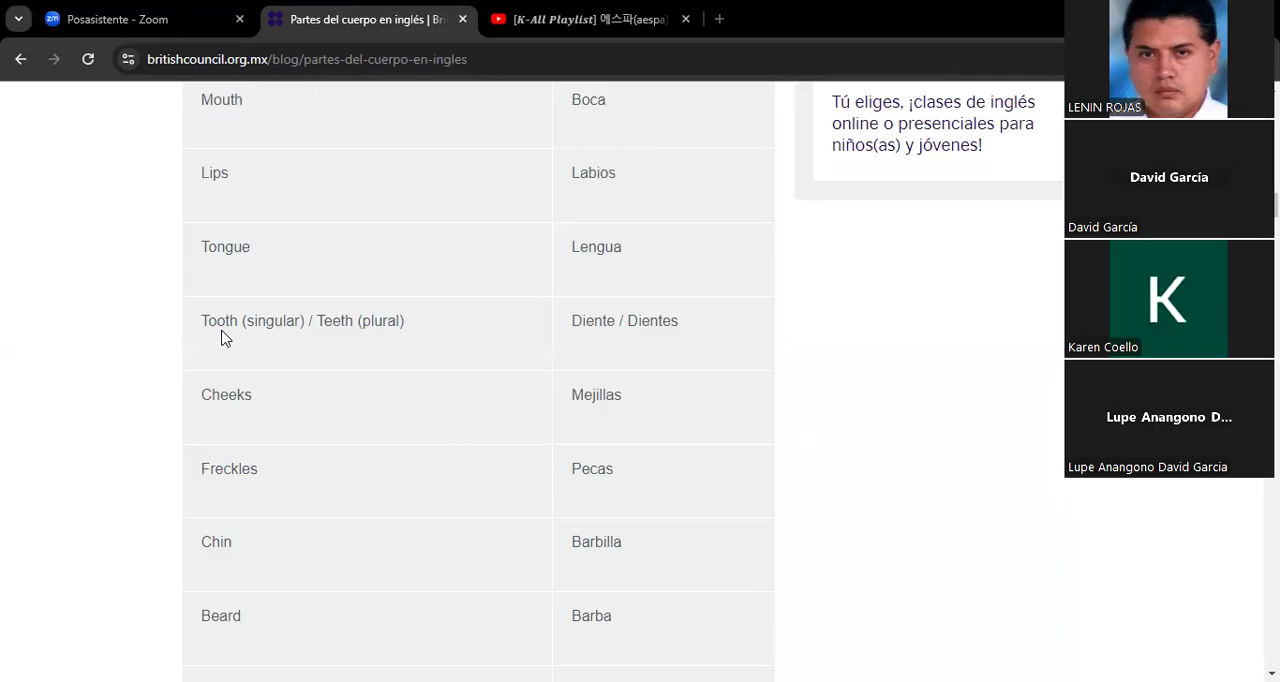 Posasistente - Zoom
Partes del cuerpo en inglés | Bri
[K-All Playlist] 에스파(aespa)
britishcouncil.org.mx/blog/partes-del-cuerpo-en-ingles
Mouth Boca
Lips Labios
Tongue Lengua
Tooth (singular) / Teeth (plural) Diente / Dientes
Cheeks Mejillas
Freckles Pecas
Chin Barbilla
Beard Barba
Tú eliges, ¡clases de inglés
online o presenciales para
niños(as) y jóvenes!
LENIN ROJAS
David García
David García
K
Karen Coello
Lupe Anangono D...
Lupe Anangono David Garcia